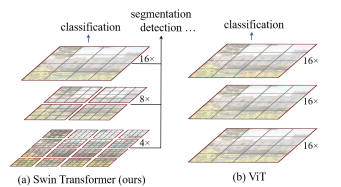 segmentation
classification detection ...
classification
16×
16×
8×
16×
4×
16×
(a) Swin Transformer (ours)
(b) ViT